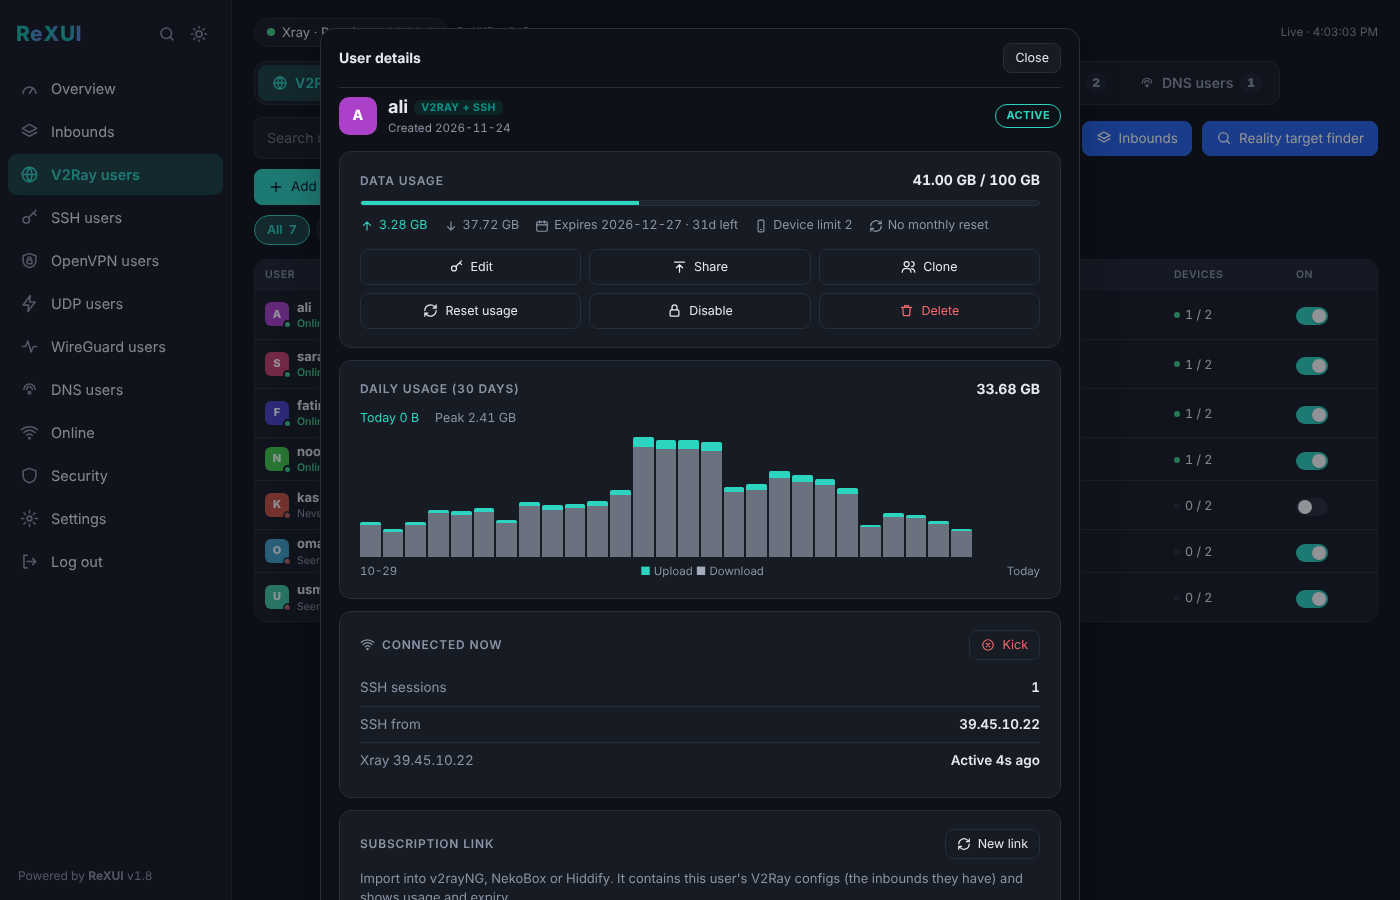 ReXUI
Overview
Inbounds
V2Ray users
SSH users
OpenVPN users
UDP users
WireGuard users
DNS users
Online
Security
Settings
Log out
Powered by ReXUI v1.8
Xray ·
Live · 4:03:03 PM
2
DNS users 1
Search
Inbounds
Reality target finder
Add
All 7
USER
DEVICES
ON
A
ali
1 / 2
S
1 / 2
F
1 / 2
N
1 / 2
K
0 / 2
O
0 / 2
U
0 / 2
User details
Close
A
ali V2RAY + SSH
Created 2026-11-24
ACTIVE
DATA USAGE
41.00 GB / 100 GB
3.28 GB 37.72 GB Expires 2026-12-27 · 31d left Device limit 2 No monthly reset
Edit
Share
Clone
Reset usage
Disable
Delete
DAILY USAGE (30 DAYS)
33.68 GB
Today 0 B Peak 2.41 GB
10-29
Upload Download
Today
CONNECTED NOW
Kick
SSH sessions
1
SSH from
39.45.10.22
Xray 39.45.10.22
Active 4s ago
SUBSCRIPTION LINK
New link
Import into v2rayNG, NekoBox or Hiddify. It contains this user's V2Ray configs (the inbounds they have) and
shows usage and expiry.